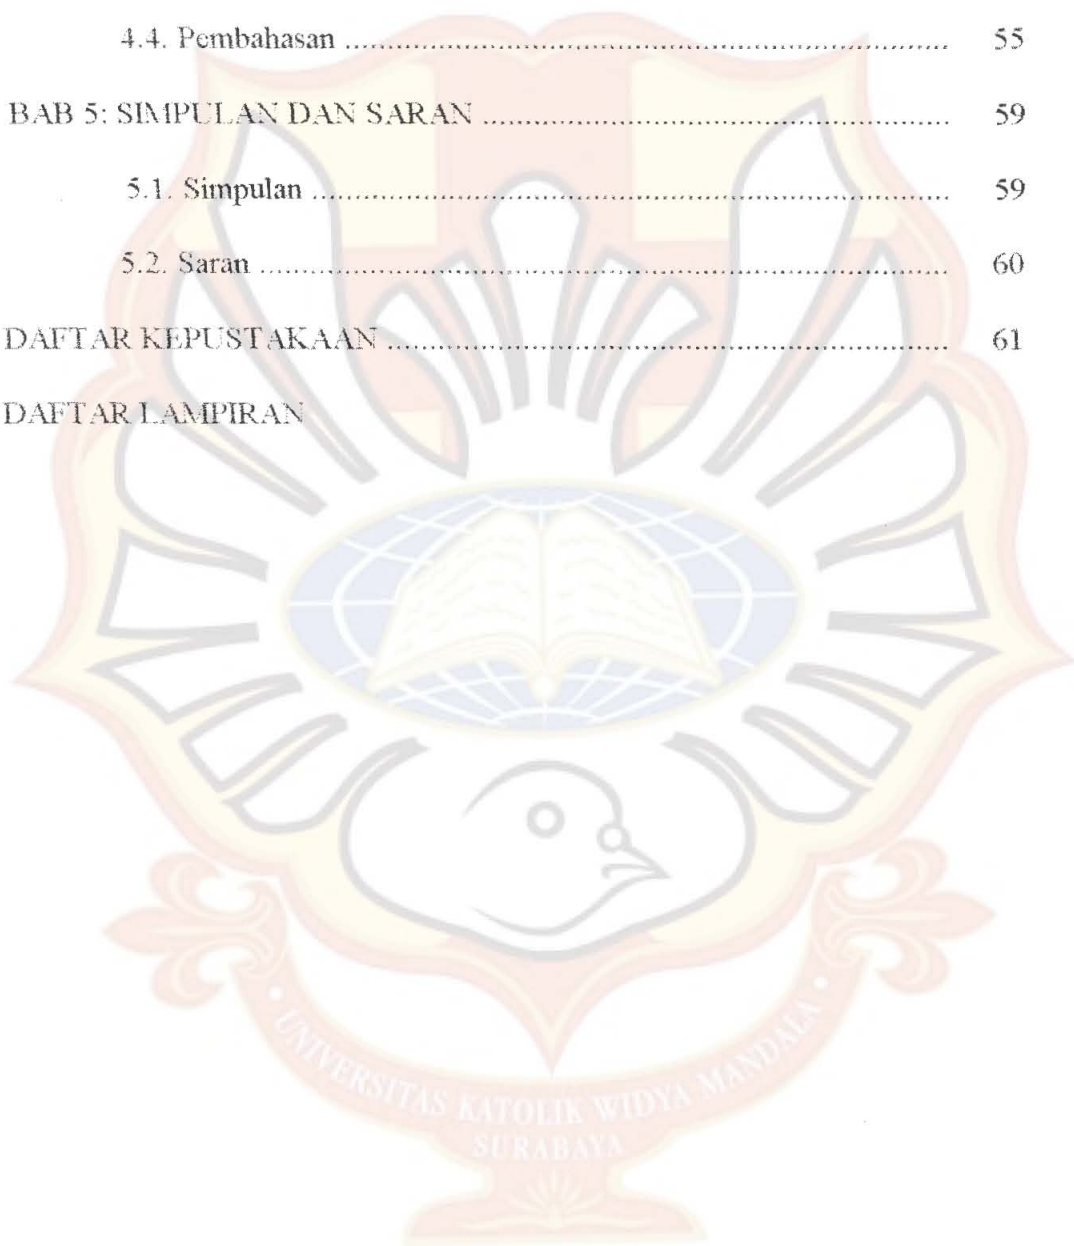 4.4. Pembahasan ........................................................................ 55
BAB 5: SIMPULAN DAN SARAN ........................................................ 59
5.1. Simpulan ............................................................................ 59
5.2. Saran .................................................................................. 60
DAFTAR KEPUSTAKAAN ................................................................... 61
DAFTAR LAMPIRAN
• UNIVERSITAS KATOLIK WIDYA MANDALA •
SURABAYA